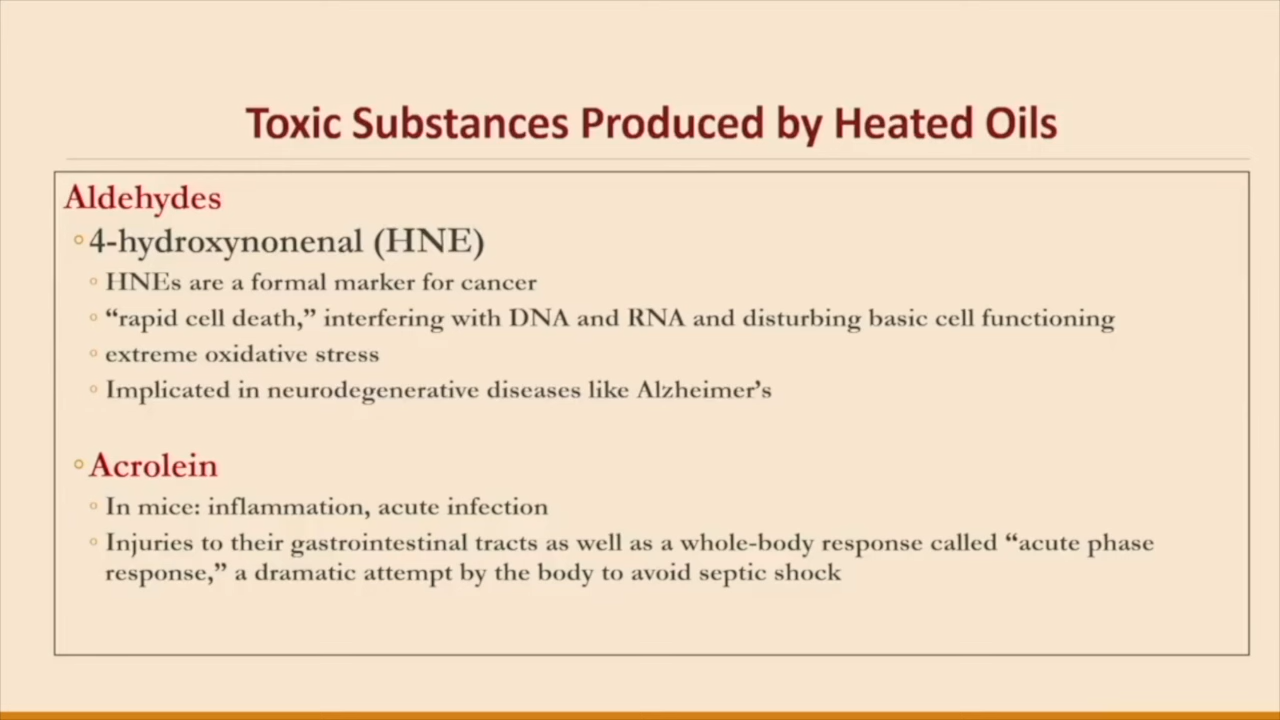 Toxic Substances Produced by Heated Oils
Aldehydes
4-hydroxynonenal (HNE)
HNEs are a formal marker for cancer
“rapid cell death,” interfering with DNA and RNA and disturbing basic cell functioning
extreme oxidative stress
Implicated in neurodegenerative diseases like Alzheimer’s
Acrolein
In mice: inflammation, acute infection
Injuries to their gastrointestinal tracts as well as a whole-body response called “acute phase
response,” a dramatic attempt by the body to avoid septic shock